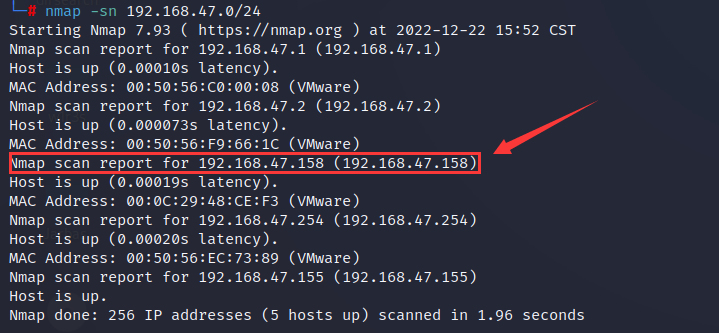 └─# nmap -sn 192.168.47.0/24
Starting Nmap 7.93 ( https://nmap.org ) at 2022-12-22 15:52 CST
Nmap scan report for 192.168.47.1 (192.168.47.1)
Host is up (0.00010s latency).
MAC Address: 00:50:56:C0:00:08 (VMware)
Nmap scan report for 192.168.47.2 (192.168.47.2)
Host is up (0.000073s latency).
MAC Address: 00:50:56:F9:66:1C (VMware)
Nmap scan report for 192.168.47.158 (192.168.47.158)
Host is up (0.00019s latency).
MAC Address: 00:0C:29:48:CE:F3 (VMware)
Nmap scan report for 192.168.47.254 (192.168.47.254)
Host is up (0.00020s latency).
MAC Address: 00:50:56:EC:73:89 (VMware)
Nmap scan report for 192.168.47.155 (192.168.47.155)
Host is up.
Nmap done: 256 IP addresses (5 hosts up) scanned in 1.96 seconds